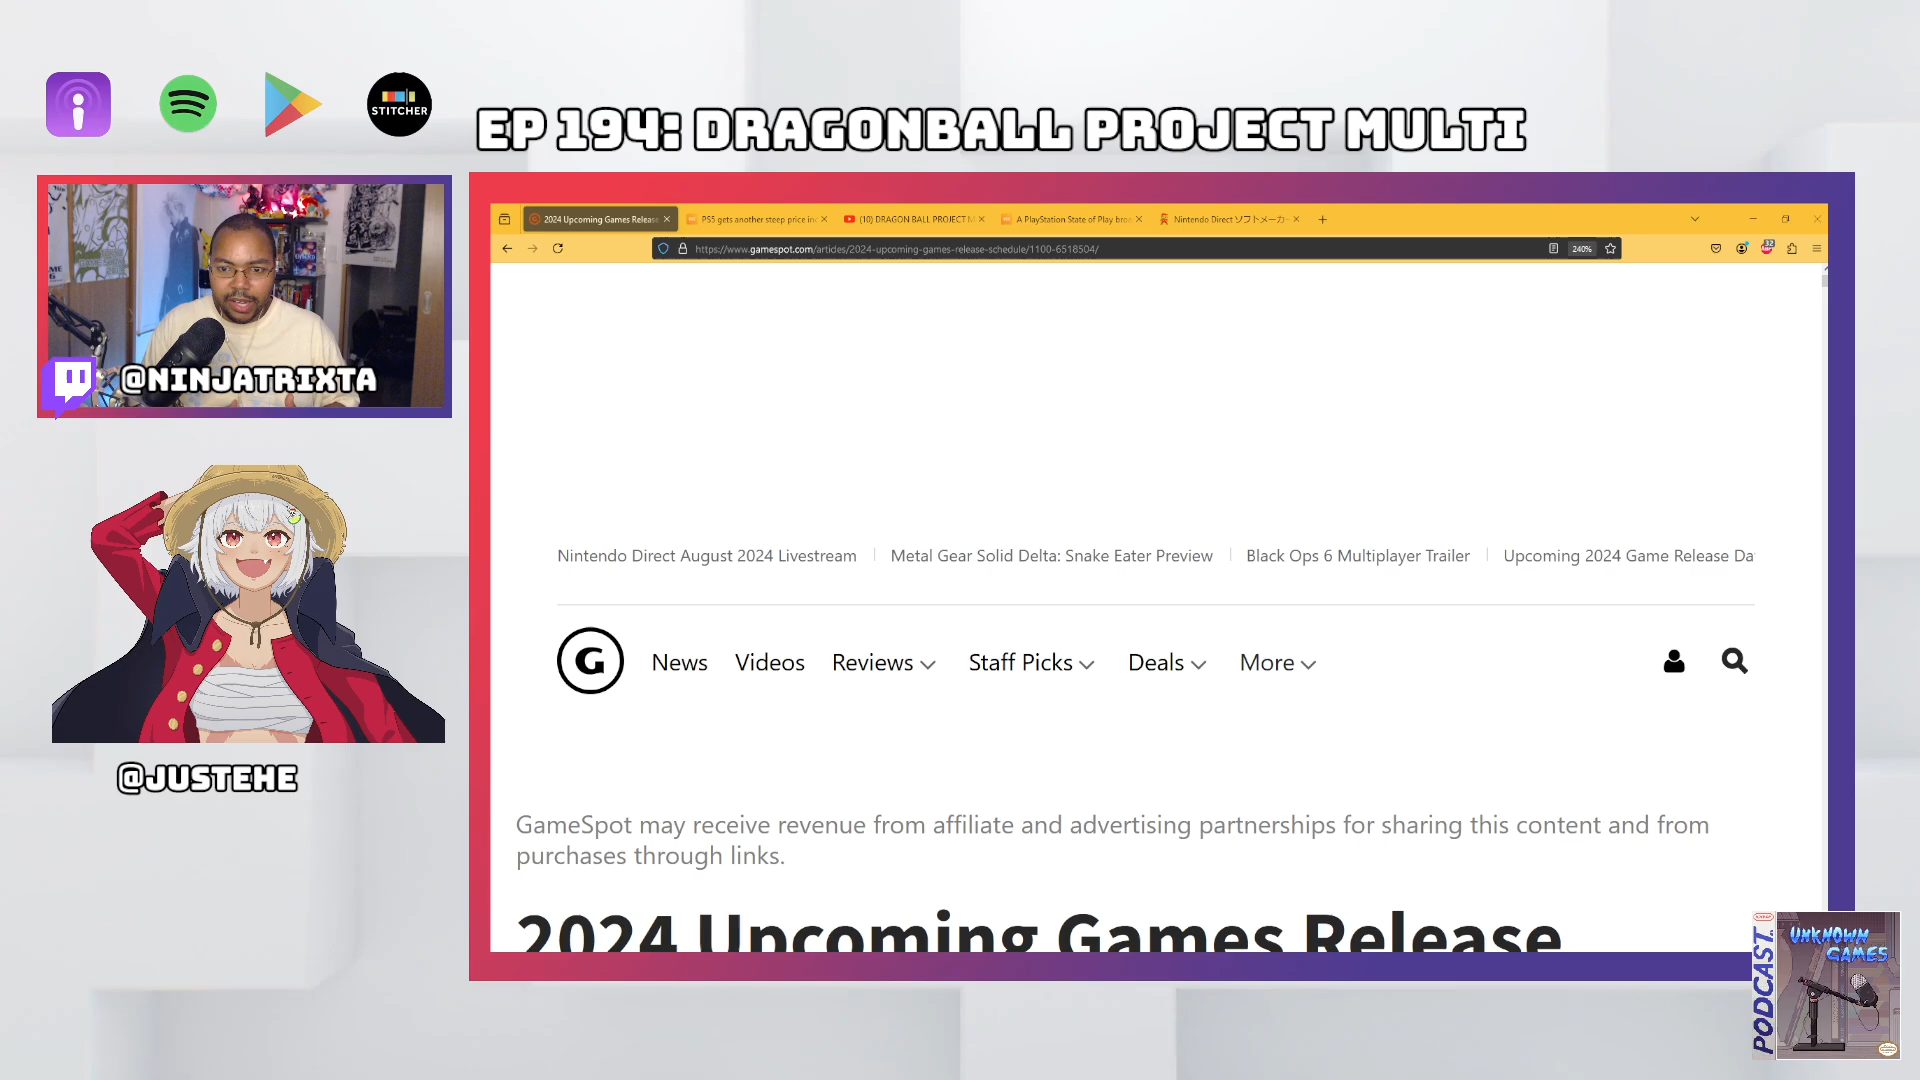 STITCHER
EP 194: DRAGONBALL PROJECT MULTI
@NINJATRIXTA
@JUSTEHE
2024 Upcoming Games Release
PS5 gets another steep price inc
(10) DRAGON BALL PROJECT M
A PlayStation State of Play broa
Nintendo Direct ソフトメーカー
https://www.gamespot.com/articles/2024-upcoming-games-release-schedule/1100-6518504/
240%
32
Nintendo Direct August 2024 Livestream
Metal Gear Solid Delta: Snake Eater Preview
Black Ops 6 Multiplayer Trailer
Upcoming 2024 Game Release Da
G
News
Videos
Reviews
Staff Picks
Deals
More
GameSpot may receive revenue from affiliate and advertising partnerships for sharing this content and from
purchases through links.
2024 Upcoming Games Release
PODCAST
UNKNOWN
GAMES